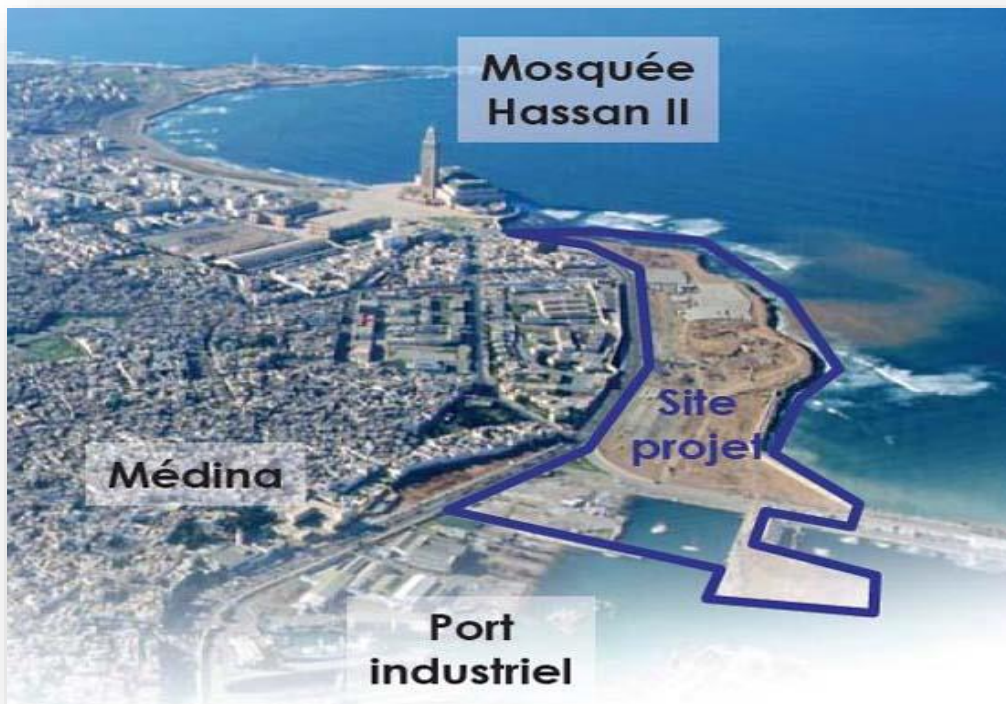 Mosquée
Hassan II
Site
projet
Médina
Port
industriel